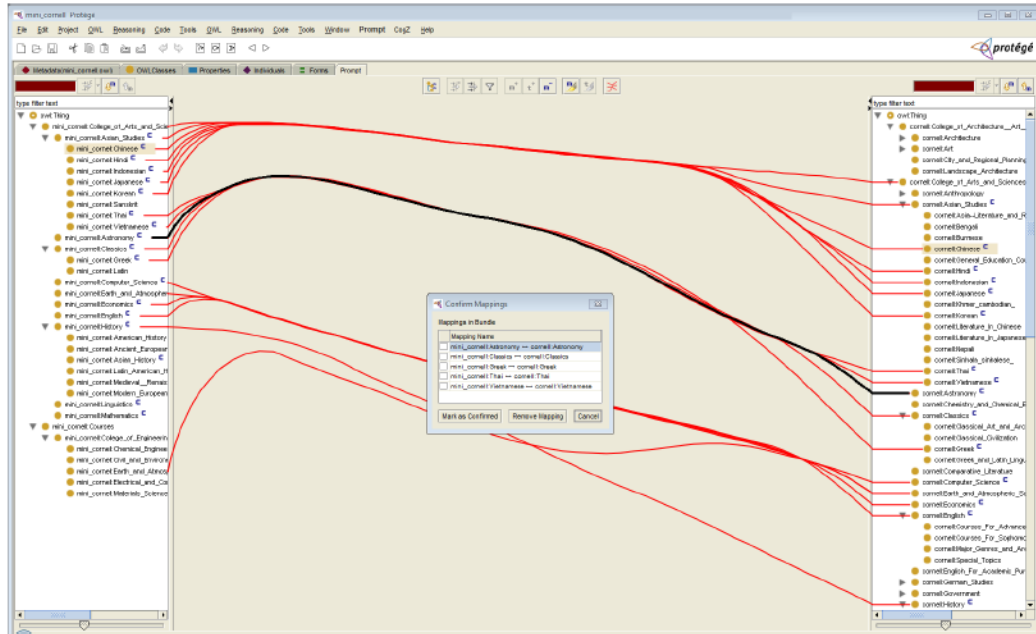 mini_cornell Protégé
File Edit Project OWL Reasoning Code Tools OWL Reasoning Code Tools Window Prompt CogZ Help
protégé
Metadata(mini_cornell.owl) OWLClasses Properties Individuals Forms Prompt
type filter text
owl:Thing
mini_cornell:College_of_Arts_and_Scie
mini_cornell:Asian_Studies C
mini_cornell:Chinese C
mini_cornell:Hindi C
mini_cornell:Indonesian C
mini_cornell:Japanese C
mini_cornell:Korean C
mini_cornell:Sanskrit
mini_cornell:Thai C
mini_cornell:Vietnamese C
mini_cornell:Astronomy C
mini_cornell:Classics C
mini_cornell:Greek C
mini_cornell:Latin
mini_cornell:Computer_Science C
mini_cornell:Earth_and_Atmosphere
mini_cornell:Economics C
mini_cornell:English C
mini_cornell:History C
mini_cornell:American_History
mini_cornell:Ancient_European
mini_cornell:Asian_History C
mini_cornell:Latin_American_H
mini_cornell:Medieval__Renais
mini_cornell:Modern_European
mini_cornell:Linguistics C
mini_cornell:Mathematics C
mini_cornell:Courses
mini_cornell:College_of_Engineerin
mini_cornell:Chemical_Enginee
mini_cornell:Civil_and_Environ
mini_cornell:Earth_and_Atmos
mini_cornell:Electrical_and_Co
mini_cornell:Materials_Science
Confirm Mappings
Mappings in Bundle
Mapping Name
mini_cornell:Astronomy ↔ cornell:Astronomy
mini_cornell:Classics ↔ cornell:Classics
mini_cornell:Greek ↔ cornell:Greek
mini_cornell:Thai ↔ cornell:Thai
mini_cornell:Vietnamese ↔ cornell:Vietnamese
Mark as Confirmed Remove Mapping Cancel
type filter text
owl:Thing
cornell:College_of_Architecture__Art_
cornell:Architecture
cornell:Art
cornell:City_and_Regional_Planning
cornell:Landscape_Architecture
cornell:College_of_Arts_and_Sciences
cornell:Anthropology
cornell:Asian_Studies C
cornell:Asia--Literature_and_R
cornell:Bengali
cornell:Burmese
cornell:Chinese C
cornell:General_Education_Co
cornell:Hindi C
cornell:Indonesian C
cornell:Japanese C
cornell:Khmer_cambodian_
cornell:Korean C
cornell:Literature_in_Chinese
cornell:Literature_in_Japanese
cornell:Nepali
cornell:Sinhala_sinhalese_
cornell:Thai C
cornell:Vietnamese C
cornell:Astronomy C
cornell:Chemistry_and_Chemical_E
cornell:Classics C
cornell:Classical_Art_and_Arc
cornell:Classical_Civilization
cornell:Greek C
cornell:Greek_and_Latin_Lingu
cornell:Comparative_Literature
cornell:Computer_Science C
cornell:Earth_and_Atmospheric_Sc
cornell:Economics C
cornell:English C
cornell:Courses_For_Advance
cornell:Courses_For_Sophomo
cornell:Major_Genres_and_Are
cornell:Special_Topics
cornell:English_For_Academic_Pur
cornell:German_Studies
cornell:Government
cornell:History C